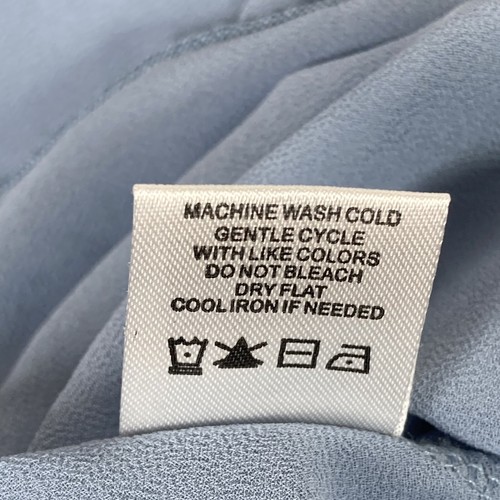 MACHINE WASH COLD
GENTLE CYCLE
WITH LIKE COLORS
DO NOT BLEACH
DRY FLAT
COOL IRON IF NEEDED